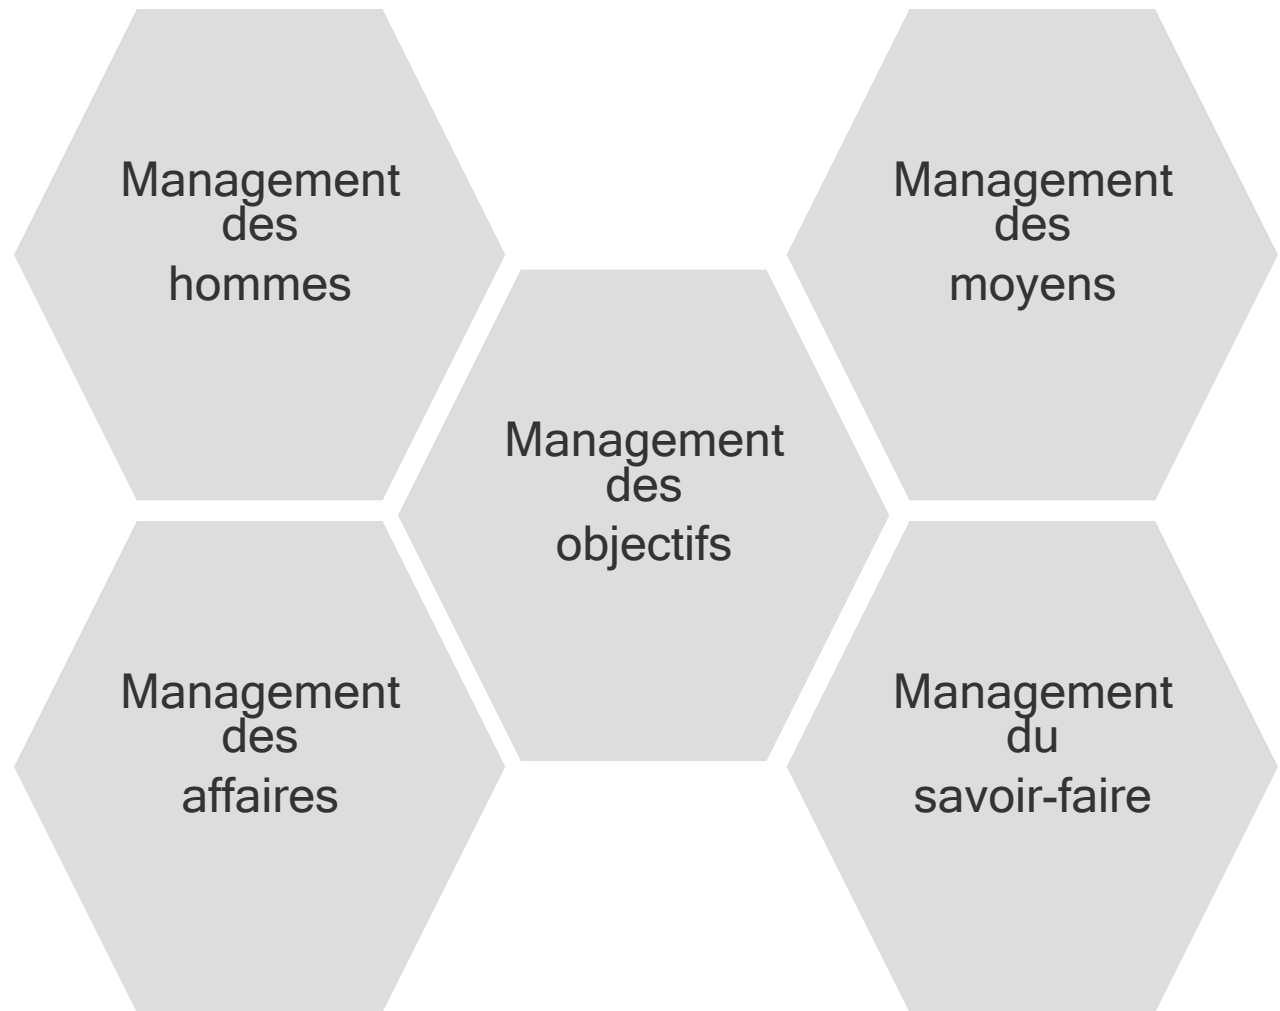 Management
des
hommes
Management
des
moyens
Management
des
objectifs
Management
des
affaires
Management
du
savoir-faire